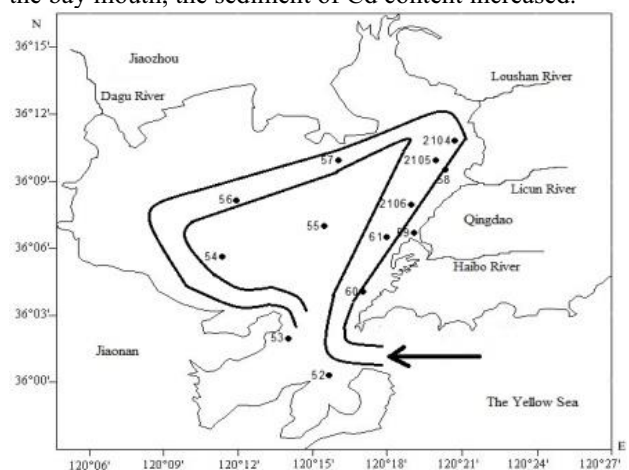 the bay mouth, the sediment of Cd content increased.
N
36°15'
Jiaozhou
Loushan River
Dagu River
36°12'
2104
57
2105
58
36°09'
Licun River
56
2106
Qingdao
55
61
59
36°06'
54
Haibo River
60
36°03'
53
Jiaonan
52
36°00'
The Yellow Sea
E
120°06' 120°09' 120°12' 120°15' 120°18' 120°21' 120°24' 120°27'